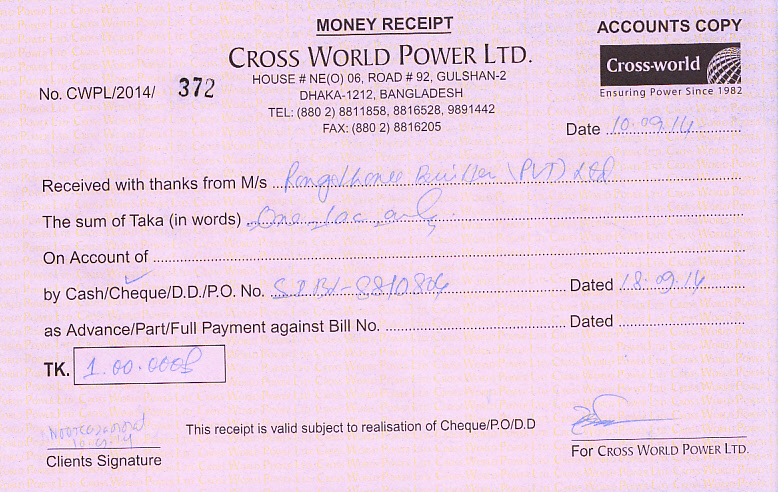 MONEY RECEIPT
ACCOUNTS COPY
CROSS WORLD POWER LTD.
Cross-world
Ensuring Power Since 1982
HOUSE # NE(O) 06, ROAD # 92, GULSHAN-2
No. CWPL/2014/ 372
DHAKA-1212, BANGLADESH
TEL: (880 2) 8811858, 8816528, 9891442
FAX: (880 2) 8816205
Date 10.09.14
Received with thanks from M/s (PVT) Ltd
The sum of Taka (in words) One lac only.
On Account of
by Cash/Cheque/D.D./P.O. No. Dated 18.09.14
as Advance/Part/Full Payment against Bill No. Dated
TK. 1.00.000
This receipt is valid subject to realisation of Cheque/P.O/D.D
Clients Signature
For CROSS WORLD POWER LTD.